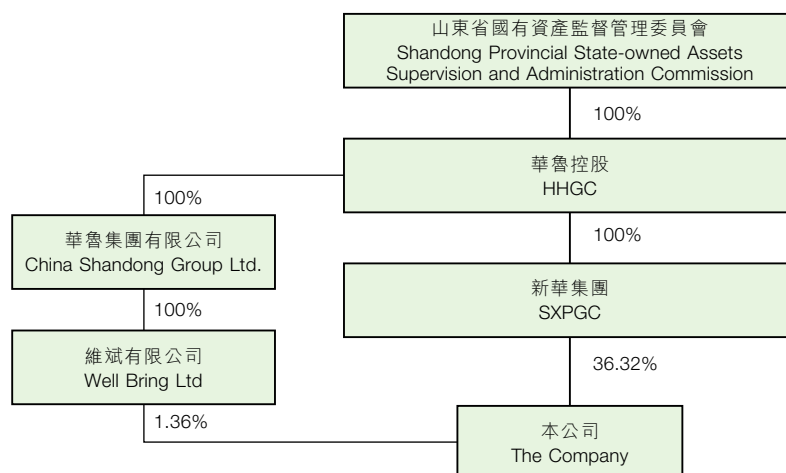 山東省國有資產監督管理委員會
Shandong Provincial State-owned Assets
Supervision and Administration Commission
100%
華魯控股
HHGC
100%
100%
華魯集團有限公司
China Shandong Group Ltd.
新華集團
SXPGC
100%
維斌有限公司
Well Bring Ltd
36.32%
1.36%
本公司
The Company